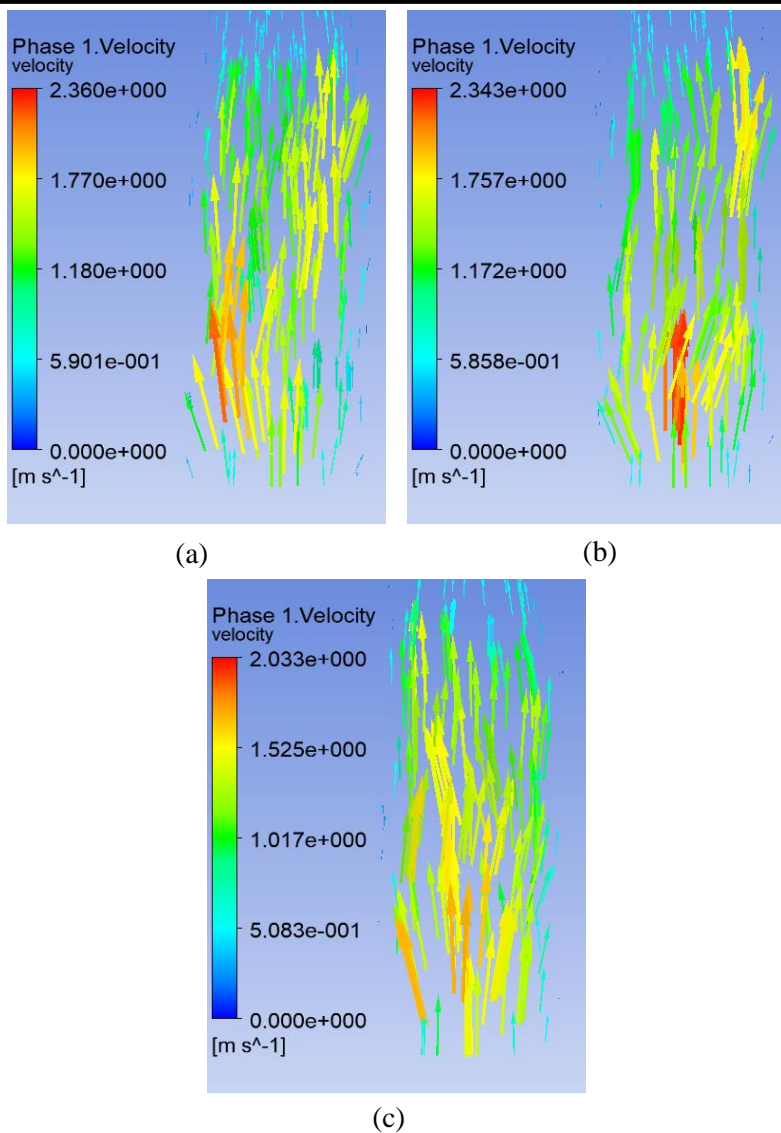 Phase 1.Velocity
velocity
2.360e+000
1.770e+000
1.180e+000
5.901e-001
0.000e+000
[m s^-1]
(a)
Phase 1.Velocity
velocity
2.343e+000
1.757e+000
1.172e+000
5.858e-001
0.000e+000
[m s^-1]
(b)
Phase 1.Velocity
velocity
2.033e+000
1.525e+000
1.017e+000
5.083e-001
0.000e+000
[m s^-1]
(c)